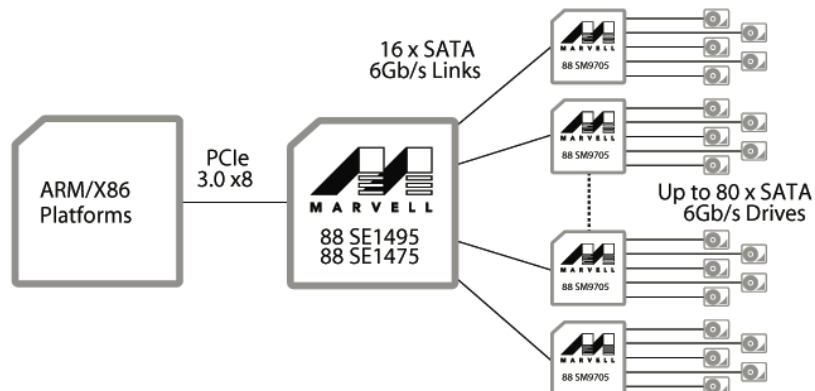 ARM/X86
Platforms
PCIe
3.0 x8
MARVELL
88 SE1495
88 SE1475
16 x SATA
6Gb/s Links
MARVELL
88 SM9705
MARVELL
88 SM9705
Up to 80 x SATA
6Gb/s Drives
MARVELL
88 SM9705
MARVELL
88 SM9705